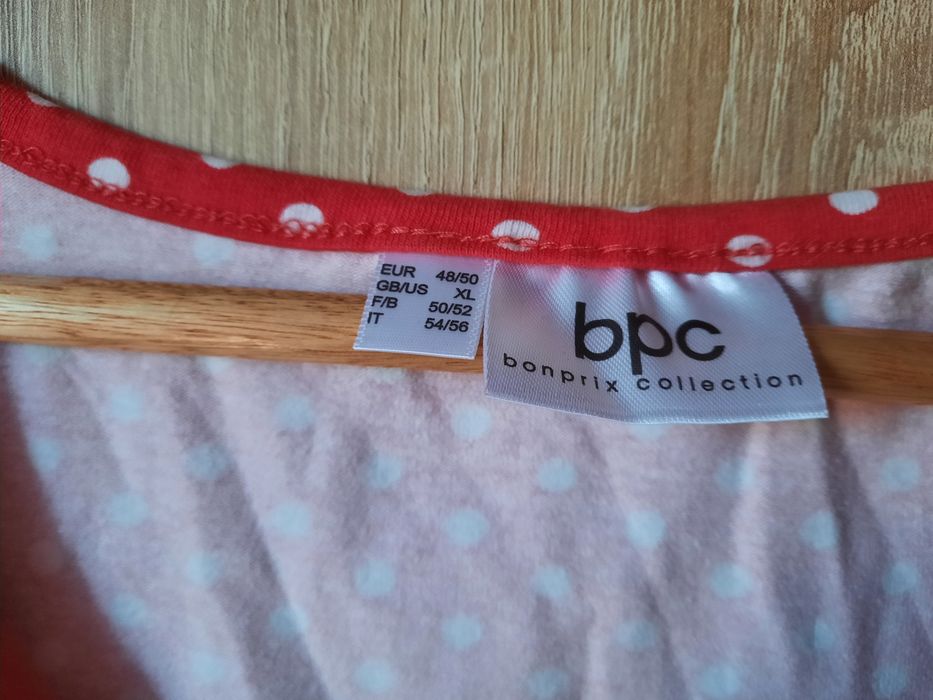 EUR 48/50
GB/US XL
F/B 50/52
IT 54/56
bpc
bonprix collection